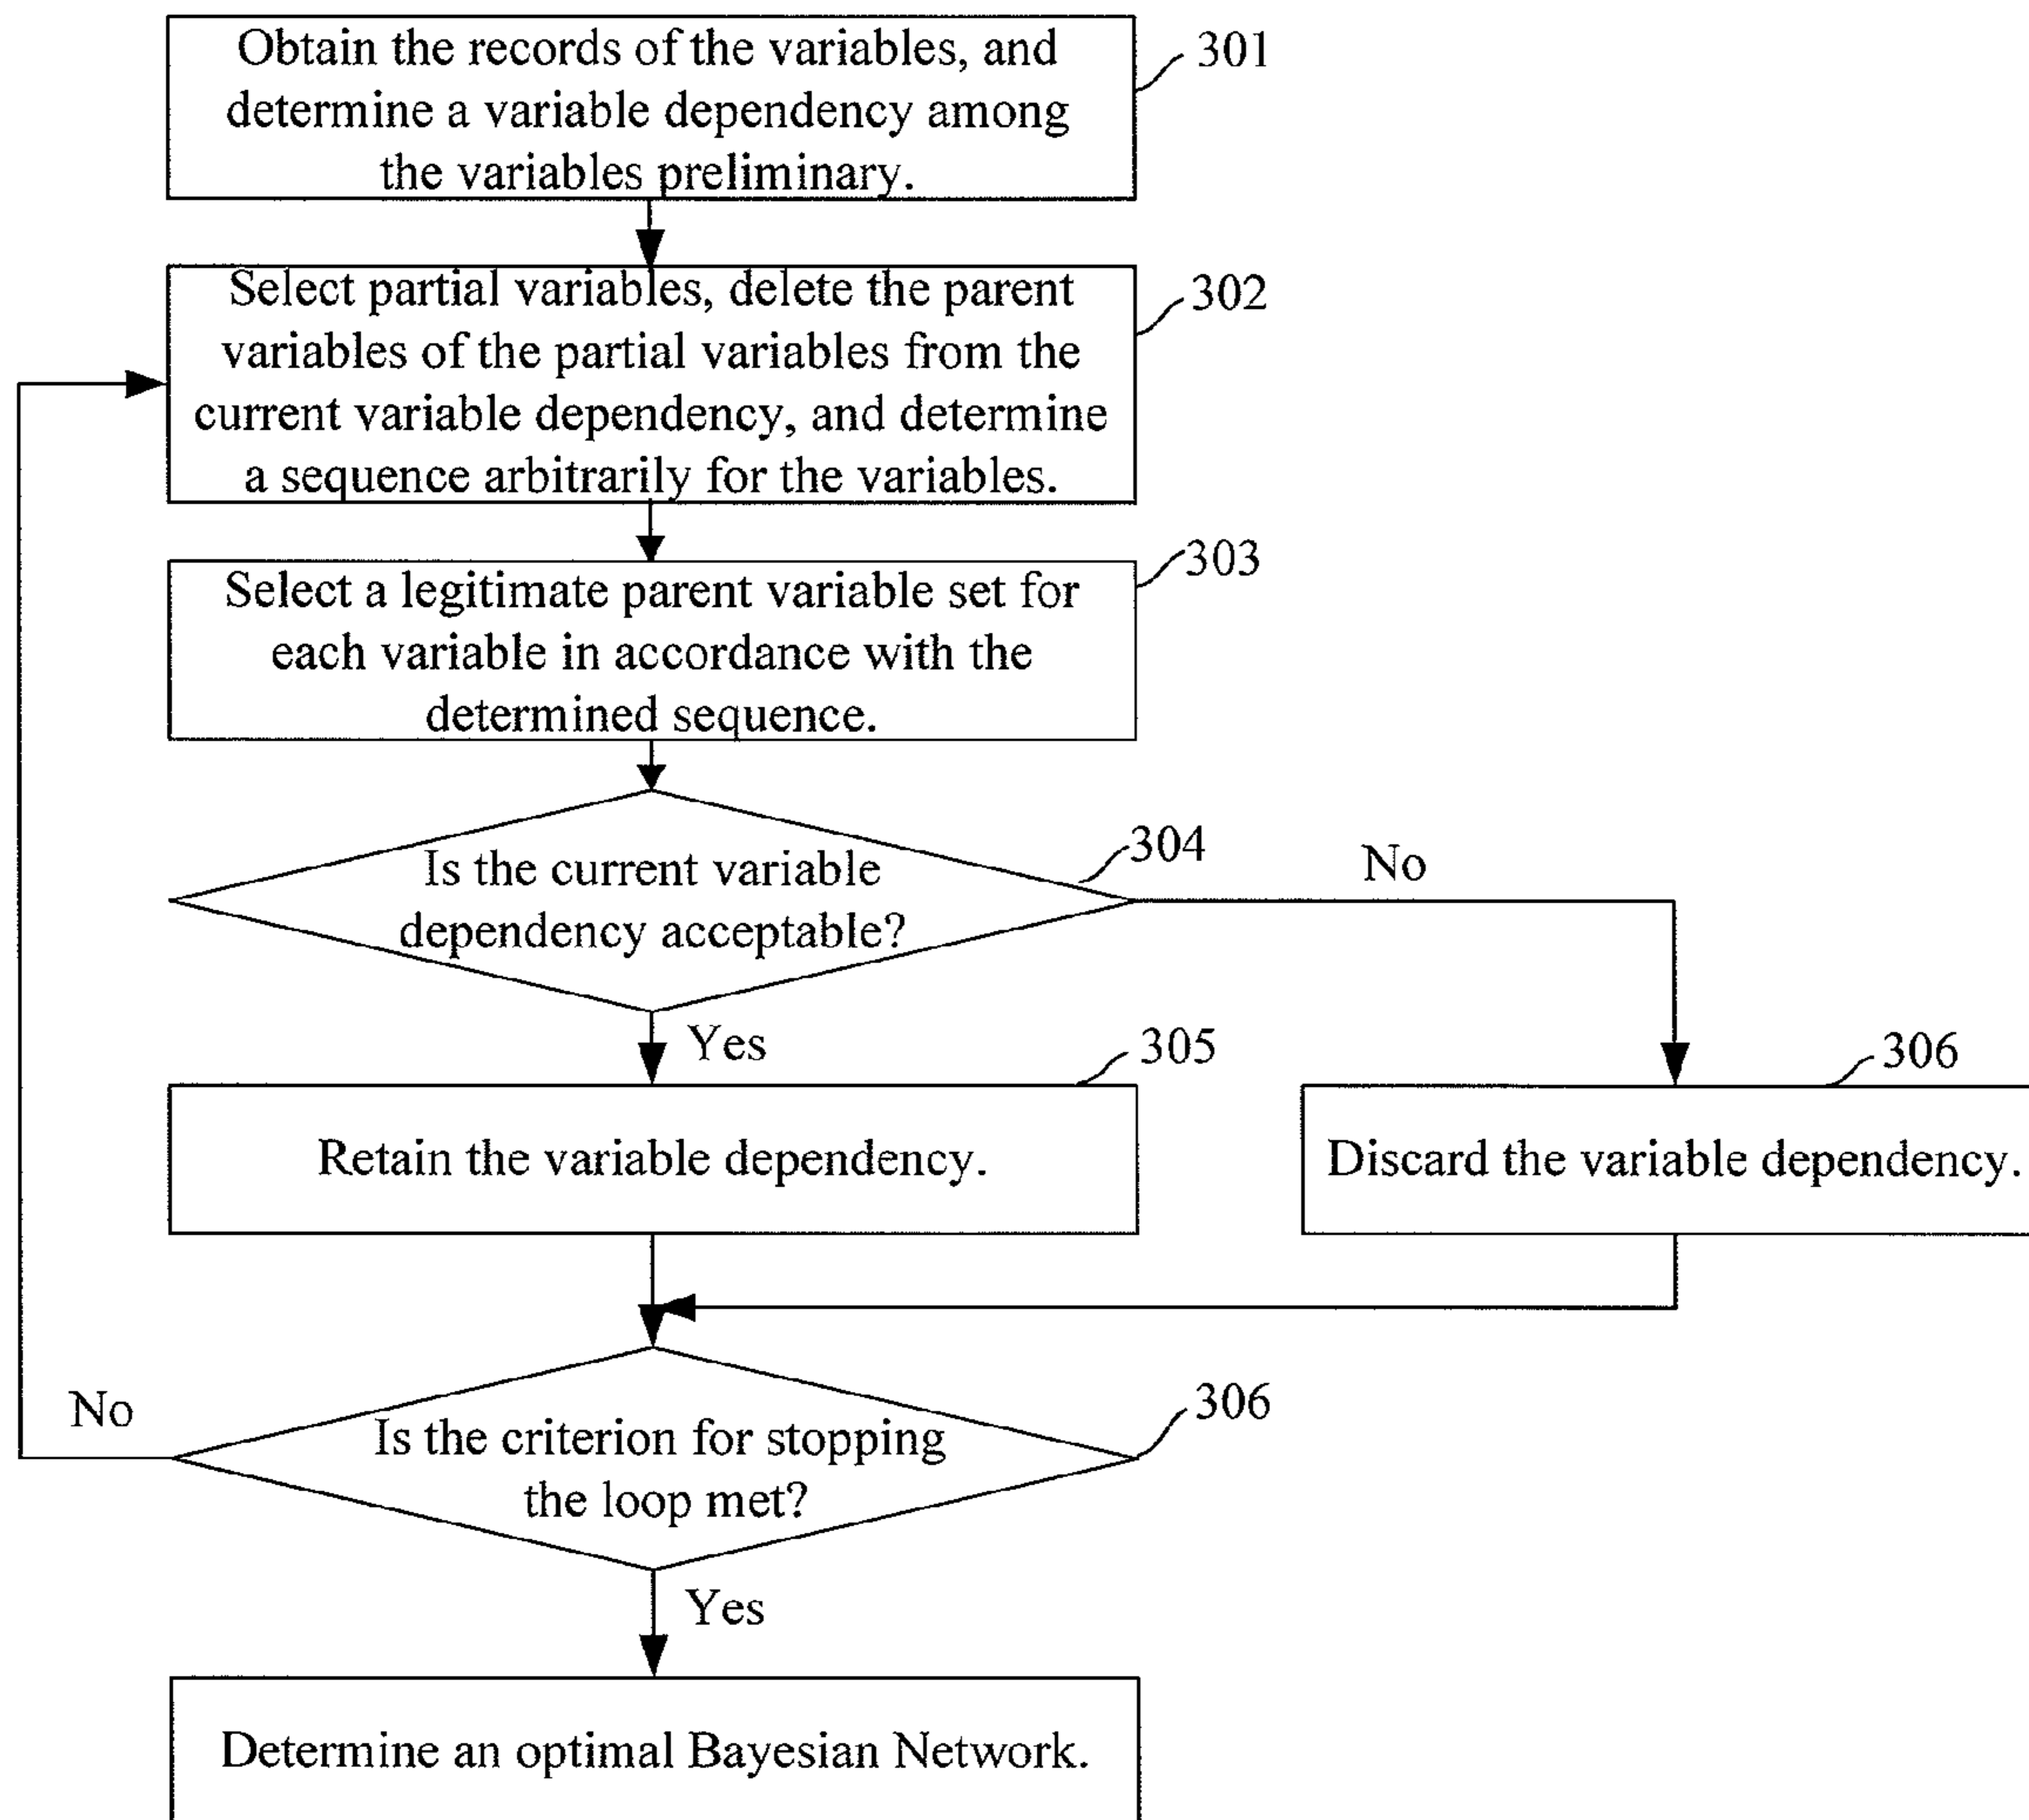 Obtain the records of the variables, and
determine a variable dependency among
the variables preliminary.
301
Select partial variables, delete the parent
variables of the partial variables from the
current variable dependency, and determine
a sequence arbitrarily for the variables.
302
Select a legitimate parent variable set for
each variable in accordance with the
determined sequence.
303
Is the current variable
dependency acceptable?
304
No
Yes
305
306
Retain the variable dependency.
Discard the variable dependency.
No
Is the criterion for stopping
the loop met?
306
Yes
Determine an optimal Bayesian Network.